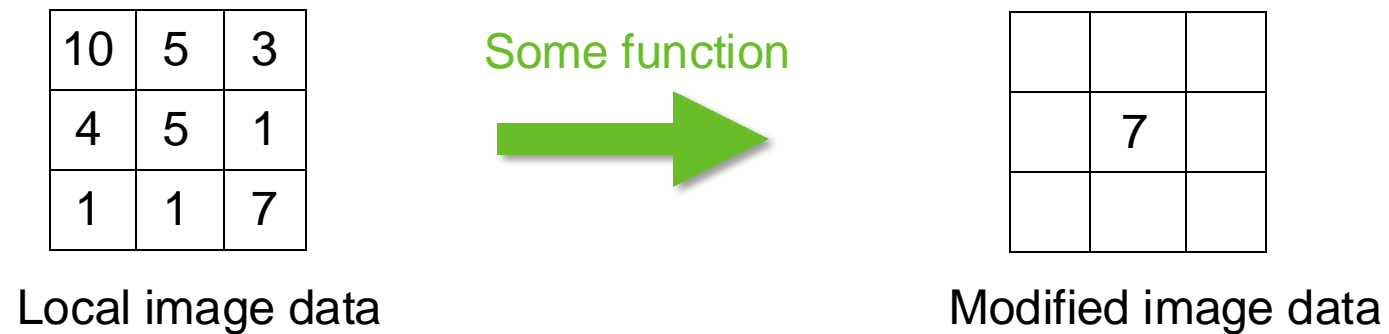 10 5 3
Some function
4 5 1
7
1 1 7
Local image data
Modified image data